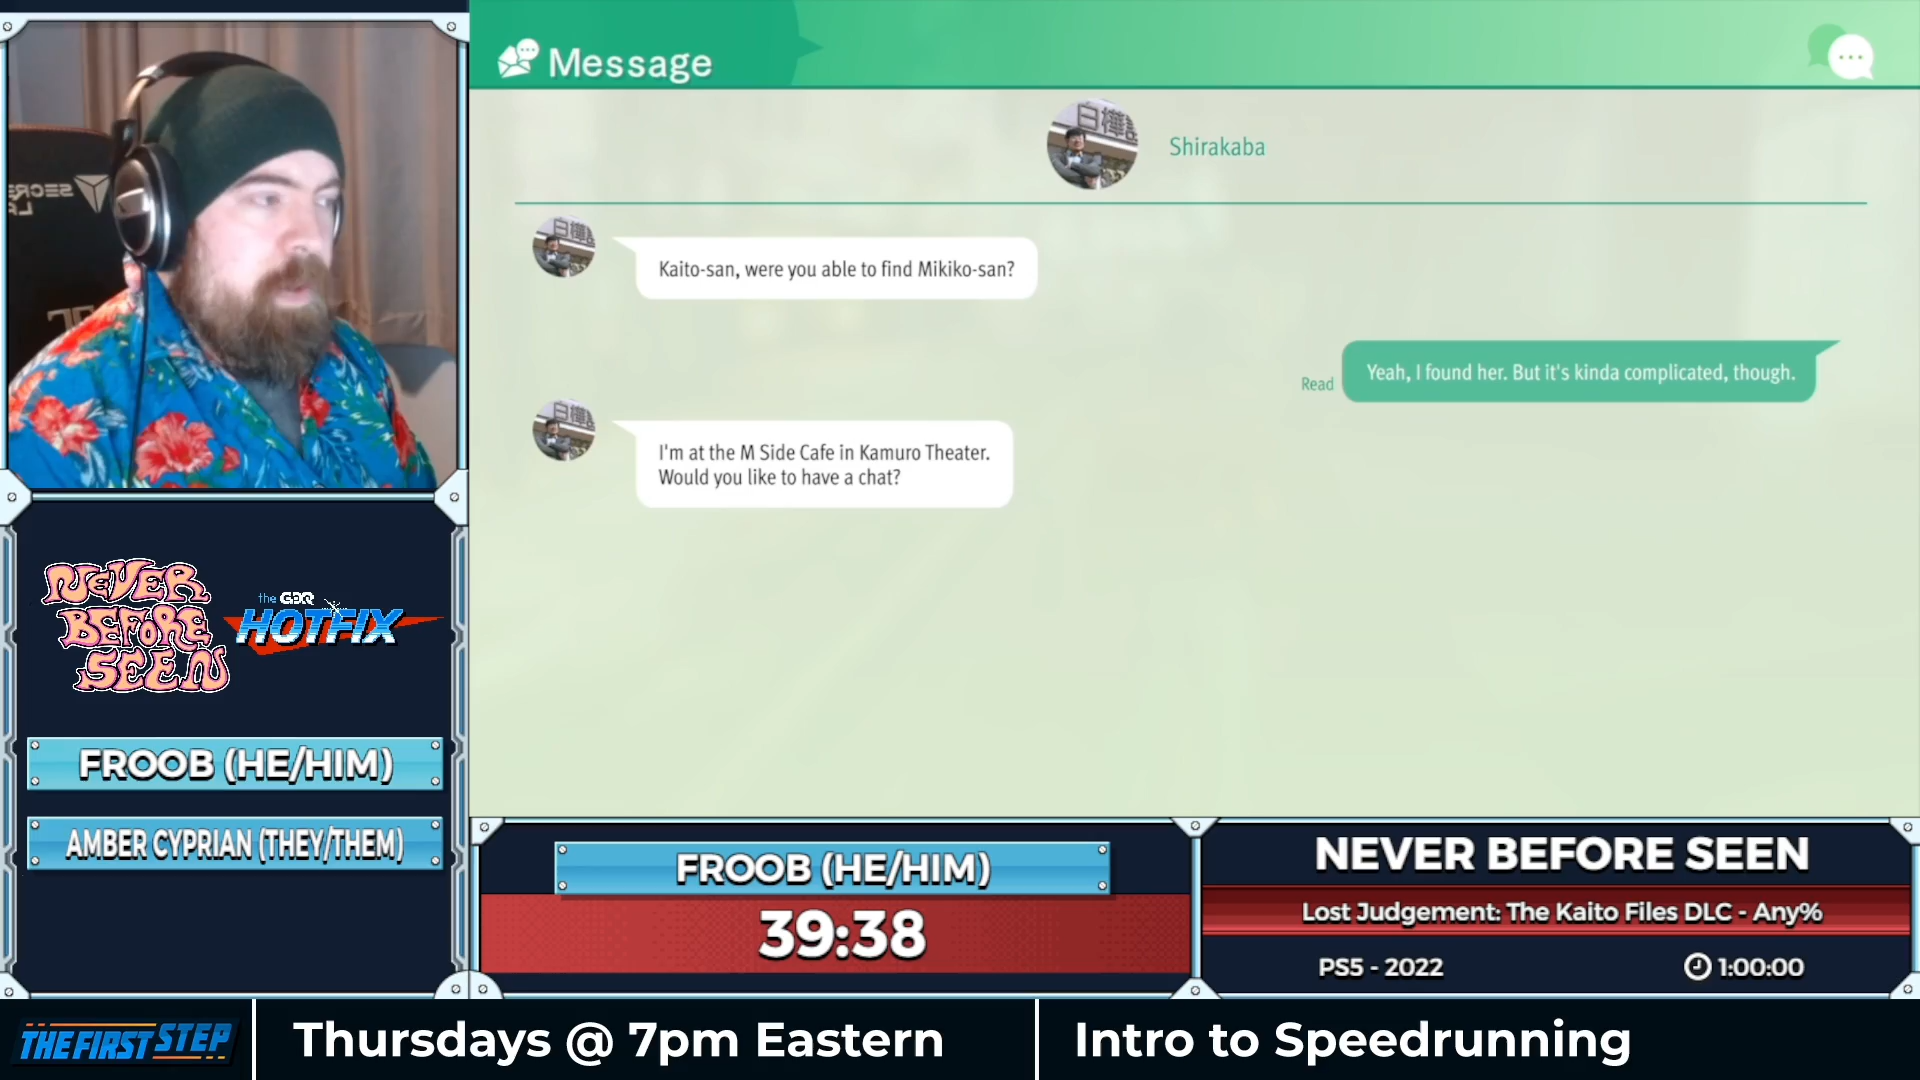 Message
Shirakaba
Kaito-san, were you able to find Mikiko-san?
Yeah, I found her. But it's kinda complicated, though.
Read
I'm at the M Side Cafe in Kamuro Theater.
Would you like to have a chat?
SECRE
NEVER
BEFORE
SEEN
the GDQ
HOTFIX
FROOB (HE/HIM)
AMBER CYPRIAN (THEY/THEM)
FROOB (HE/HIM)
39:38
NEVER BEFORE SEEN
Lost Judgement: The Kaito Files DLC - Any%
PS5 - 2022
1:00:00
THE FIRST STEP
Thursdays @ 7pm Eastern
Intro to Speedrunning